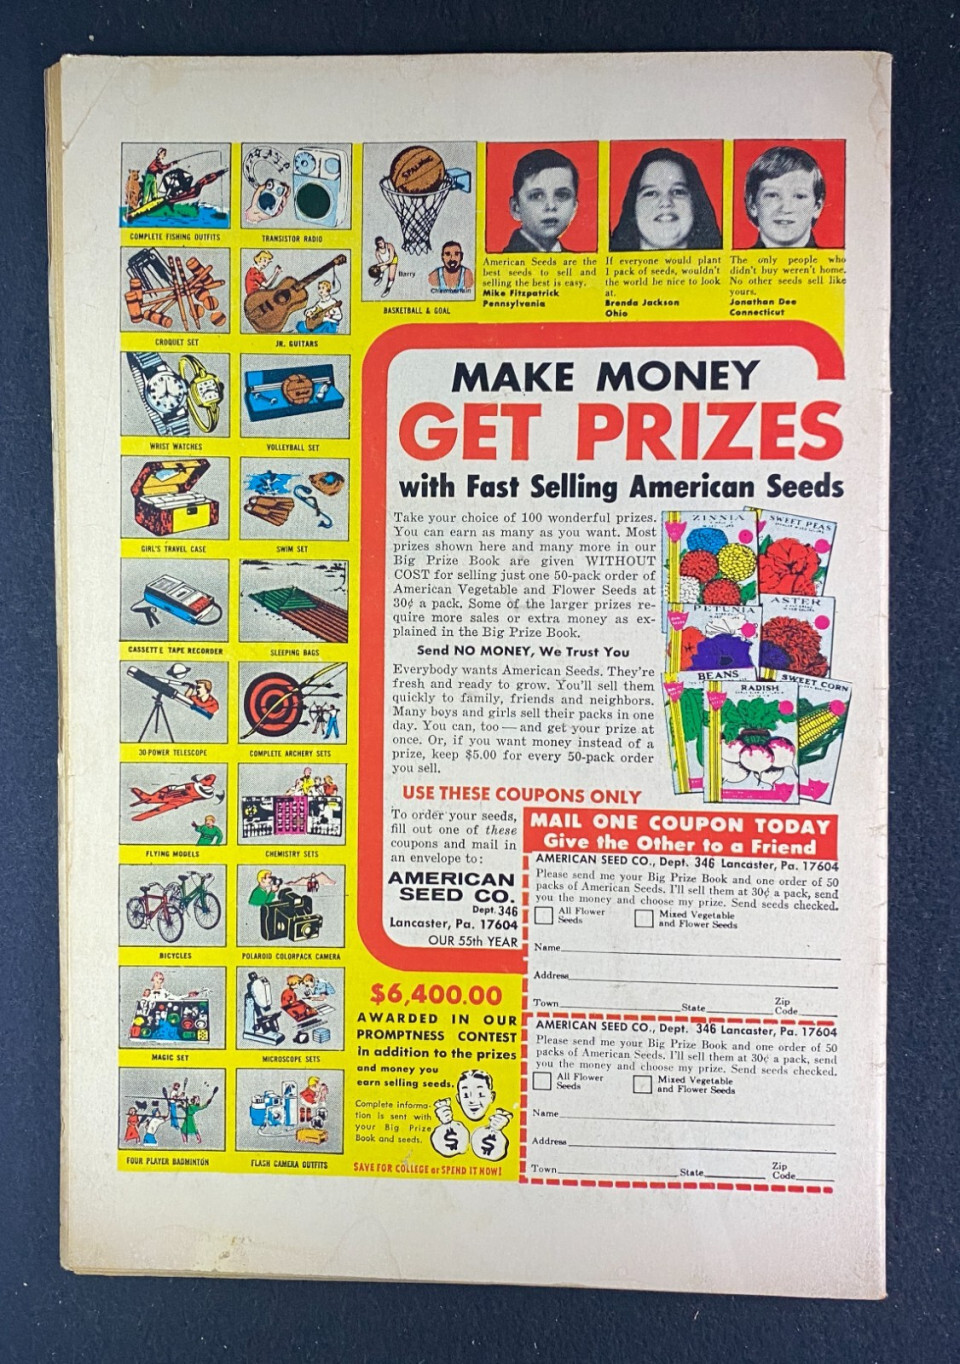 COMPLETE FISHING OUTFITS
TRANSISTOR RADIO
SPALDING
Barry
Chamberlain
BASKETBALL & GOAL
CROQUET SET
JR. GUITARS
WRIST WATCHES
VOLLEYBALL SET
GIRL'S TRAVEL CASE
SWIM SET
CASSETTE TAPE RECORDER
SLEEPING BAGS
30 POWER TELESCOPE
COMPLETE ARCHERY SETS
FLYING MODELS
CHEMISTRY SETS
BICYCLES
POLAROID COLORPACK CAMERA
MAGIC SET
MICROSCOPE SETS
FOUR PLAYER BADMINTON
FLASH CAMERA OUTFITS
American Seeds are the
best seeds to sell and
selling the best is easy.
Mike Fitzpatrick
Pennsylvania
If everyone would plant
1 pack of seeds, wouldn't
the world be nice to look
at.
Brenda Jackson
Ohio
The only people who
didn't buy weren't home.
No other seeds sell like
yours.
Jonathan Dee
Connecticut
MAKE MONEY
GET PRIZES
with Fast Selling American Seeds
Take your choice of 100 wonderful prizes.
You can earn as many as you want. Most
prizes shown here and many more in our
Big Prize Book are given WITHOUT
COST for selling just one 50-pack order of
American Vegetable and Flower Seeds at
30¢ a pack. Some of the larger prizes re-
quire more sales or extra money as ex-
plained in the Big Prize Book.
Send NO MONEY, We Trust You
Everybody wants American Seeds. They're
fresh and ready to grow. You'll sell them
quickly to family, friends and neighbors.
Many boys and girls sell their packs in one
day. You can, too — and get your prize at
once. Or, if you want money instead of a
prize, keep $5.00 for every 50-pack order
you sell.
ZINNIA
SWEET PEAS
PETUNIA
ASTER
BEANS
RADISH
SWEET CORN
USE THESE COUPONS ONLY
To order your seeds,
fill out one of these
coupons and mail in
an envelope to:
AMERICAN
SEED CO.
Dept. 346
Lancaster, Pa. 17604
OUR 55th YEAR
MAIL ONE COUPON TODAY
Give the Other to a Friend
AMERICAN SEED CO., Dept. 346 Lancaster, Pa. 17604
Please send me your Big Prize Book and one order of 50
packs of American Seeds. I'll sell them at 30¢ a pack, send
you the money and choose my prize. Send seeds checked.
All Flower
Seeds
Mixed Vegetable
and Flower Seeds
Name
Address
Town State Zip Code
AMERICAN SEED CO., Dept. 346 Lancaster, Pa. 17604
Please send me your Big Prize Book and one order of 50
packs of American Seeds. I'll sell them at 30¢ a pack, send
you the money and choose my prize. Send seeds checked.
All Flower
Seeds
Mixed Vegetable
and Flower Seeds
Name
Address
Town State Zip Code
$6,400.00
AWARDED IN OUR
PROMPTNESS CONTEST
in addition to the prizes
and money you
earn selling seeds.
Complete informa-
tion is sent with
your Big Prize
Book and seeds.
$ $
SAVE FOR COLLEGE or SPEND IT NOW!